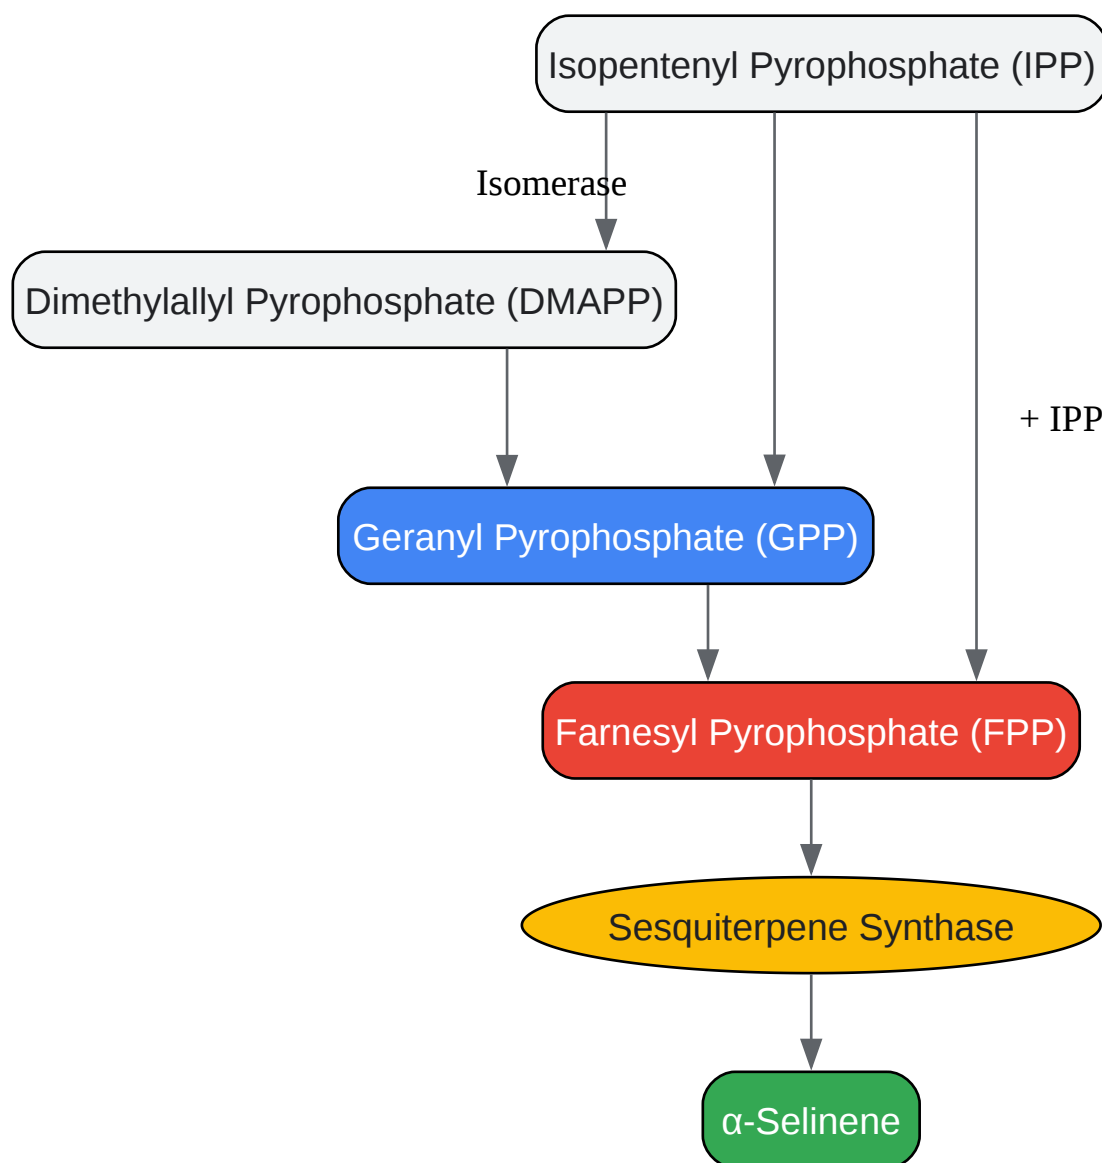 Isopentenyl Pyrophosphate (IPP)
Isomerase
Dimethylallyl Pyrophosphate (DMAPP)
+ IPP
Geranyl Pyrophosphate (GPP)
Farnesyl Pyrophosphate (FPP)
Sesquiterpene Synthase
α-Selinene